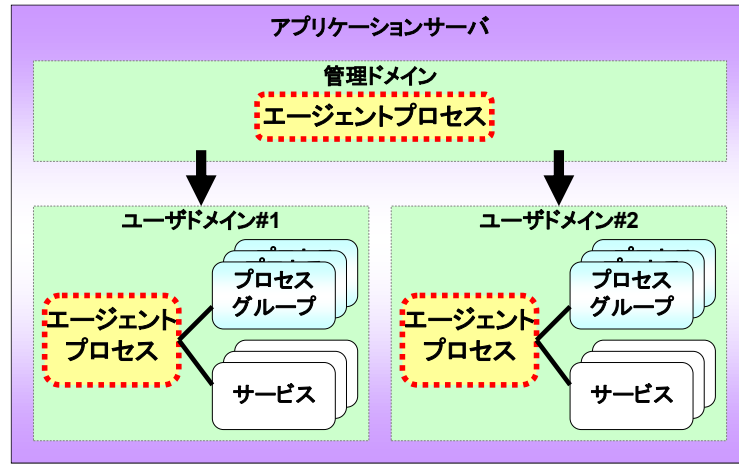 アプリケーションサーバ
管理ドメイン
エージェントプロセス
ユーザドメイン#1
プロセス
グループ
エージェント
プロセス
サービス
ユーザドメイン#2
プロセス
グループ
エージェント
プロセス
サービス